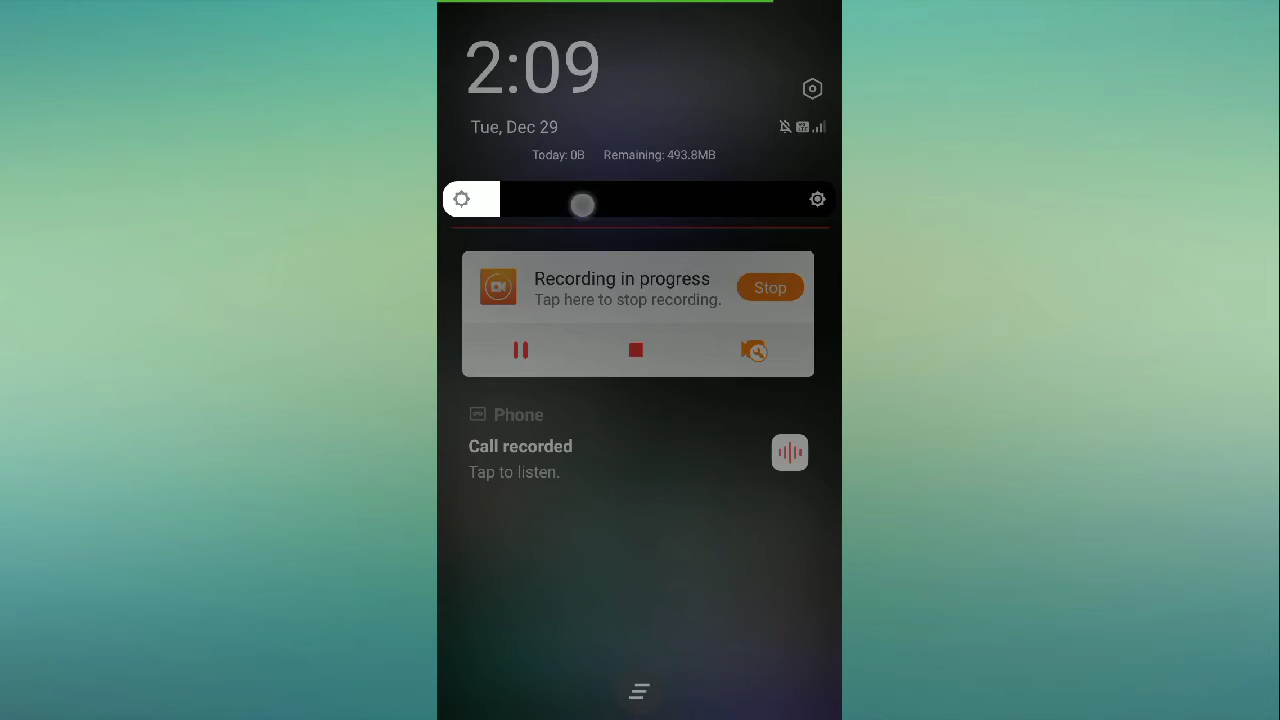 2:09
Tue, Dec 29
Today: 0B Remaining: 493.8MB
Recording in progress
Tap here to stop recording.
Stop
Phone
Call recorded
Tap to listen.